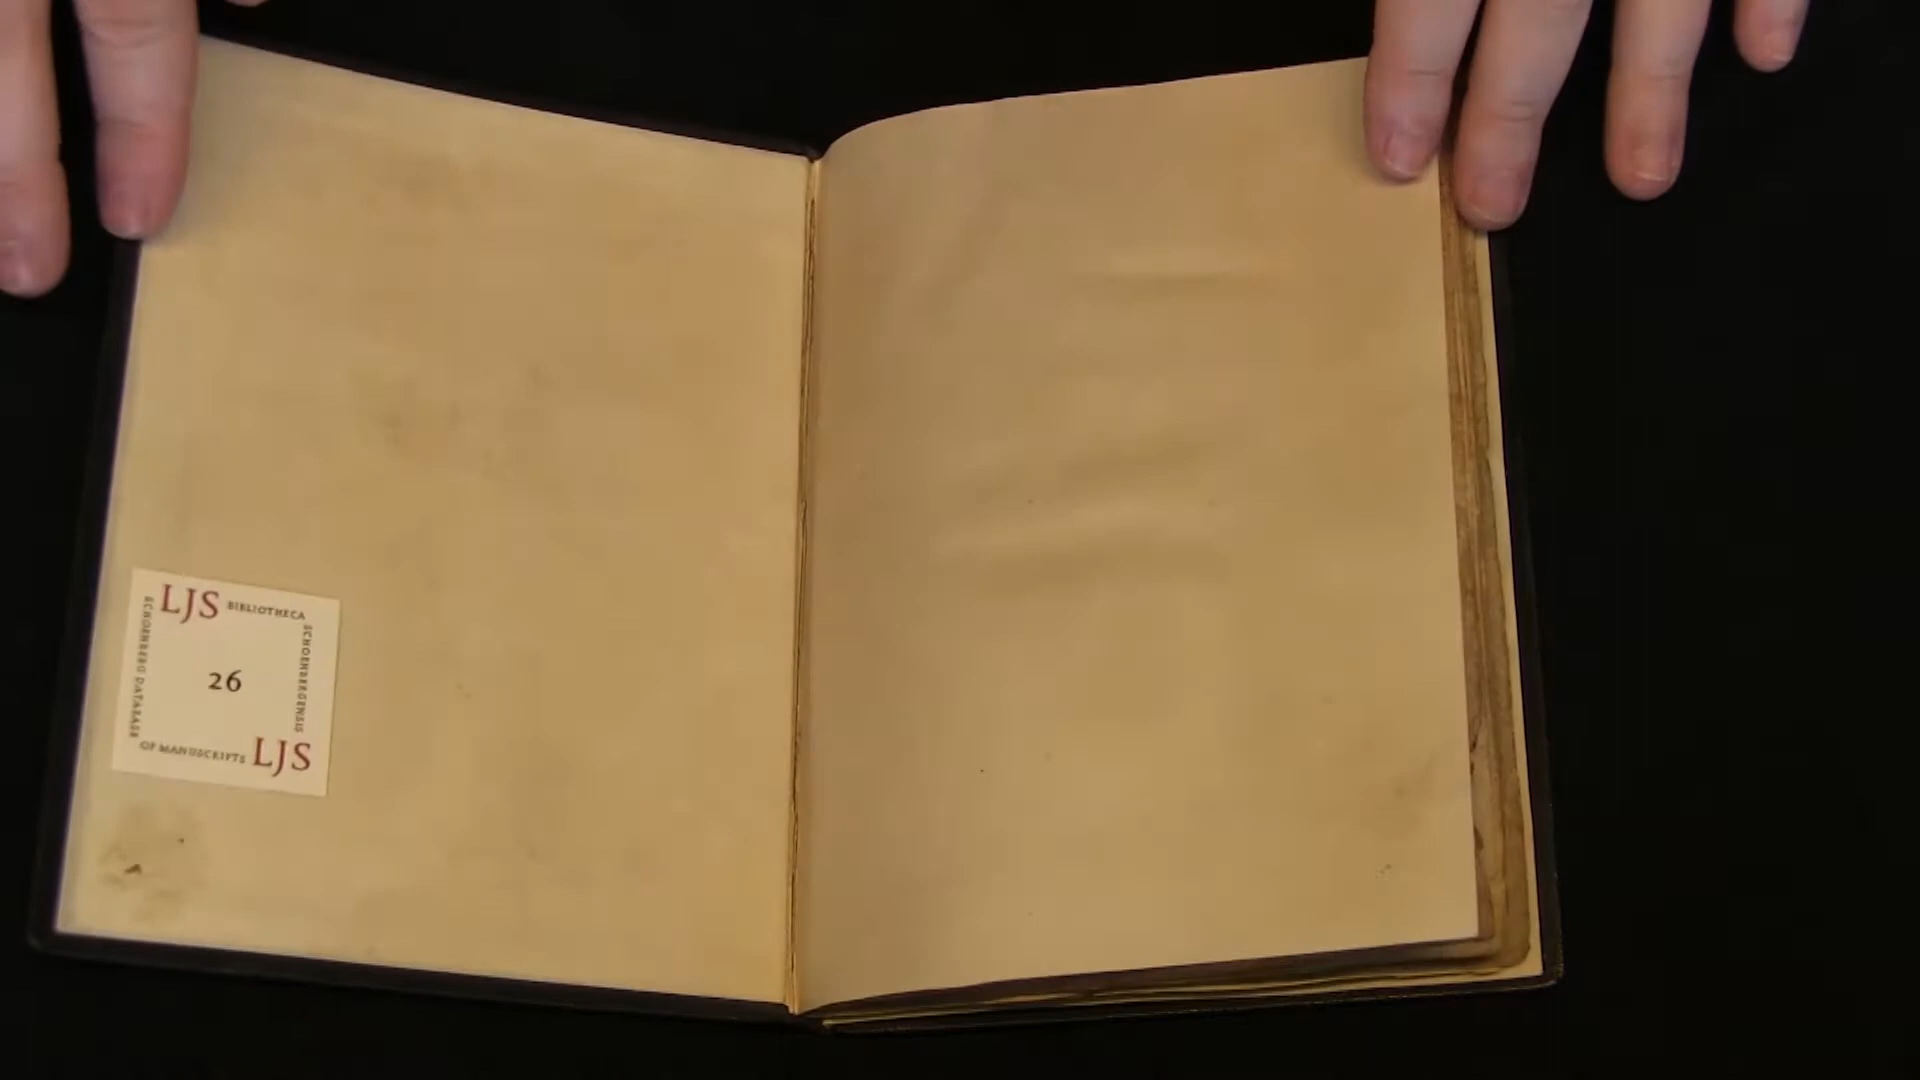 LJS BIBLIOTHECA
SCHOENBERGENSIS
SCHOENBERG DATABASE
OF MANUSCRIPTS LJS
26